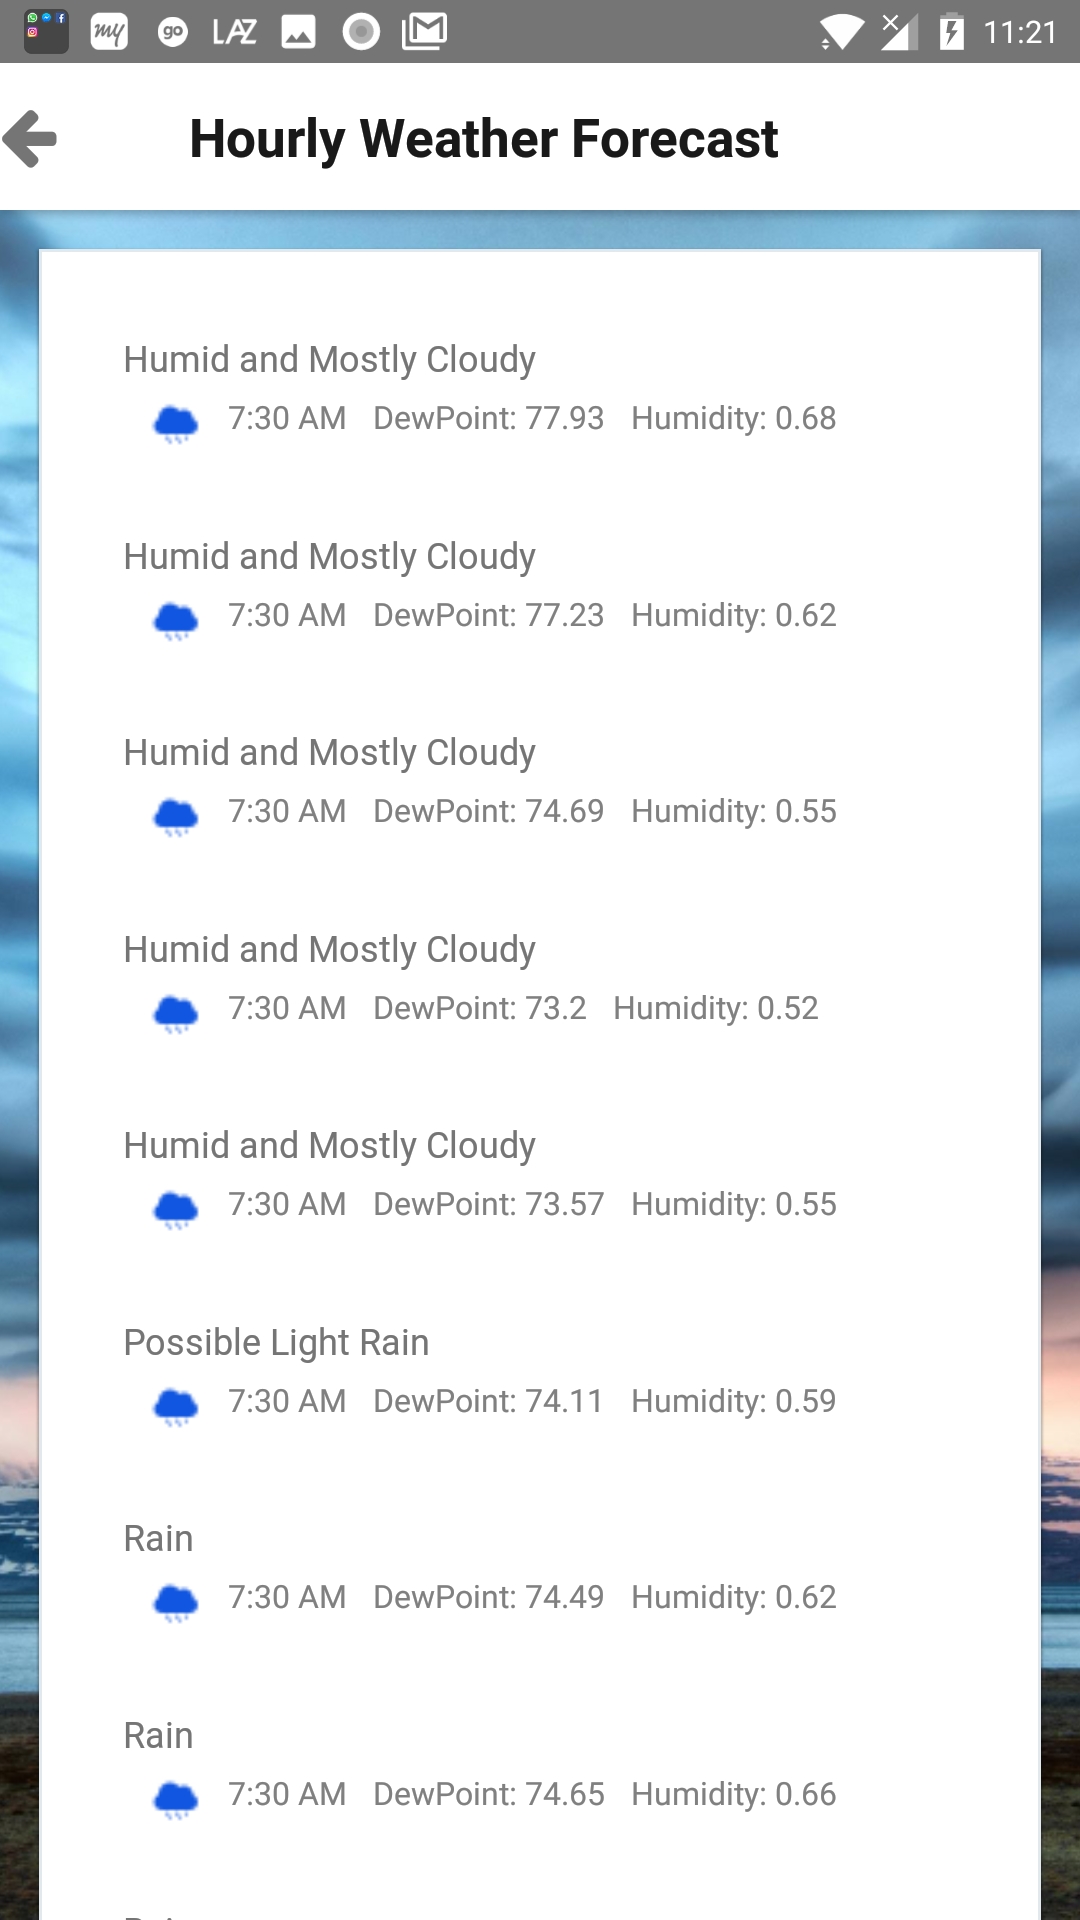 my go LAZ 11:21
Hourly Weather Forecast
Humid and Mostly Cloudy
7:30 AM DewPoint: 77.93 Humidity: 0.68
Humid and Mostly Cloudy
7:30 AM DewPoint: 77.23 Humidity: 0.62
Humid and Mostly Cloudy
7:30 AM DewPoint: 74.69 Humidity: 0.55
Humid and Mostly Cloudy
7:30 AM DewPoint: 73.2 Humidity: 0.52
Humid and Mostly Cloudy
7:30 AM DewPoint: 73.57 Humidity: 0.55
Possible Light Rain
7:30 AM DewPoint: 74.11 Humidity: 0.59
Rain
7:30 AM DewPoint: 74.49 Humidity: 0.62
Rain
7:30 AM DewPoint: 74.65 Humidity: 0.66